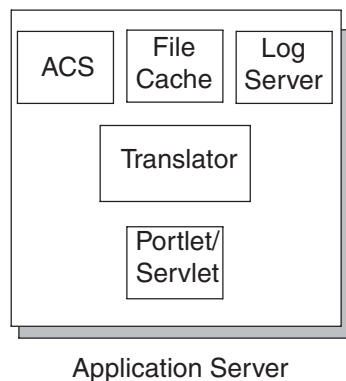 ACS
File
Cache
Log
Server
Translator
Portlet/
Servlet
Application Server